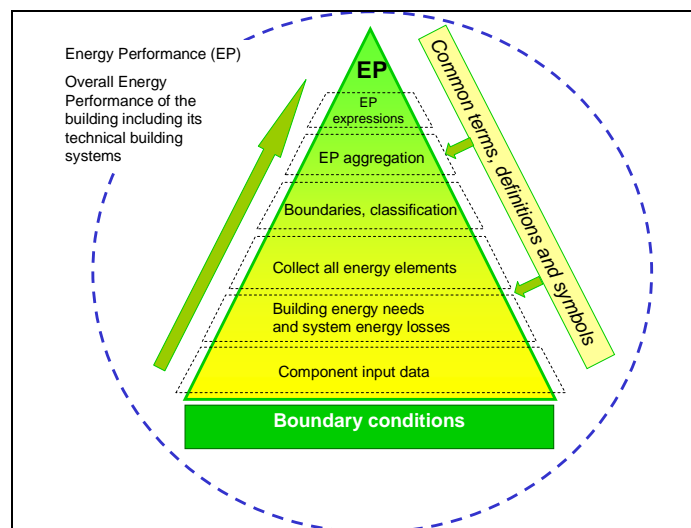 Energy Performance (EP)
Overall Energy
Performance of the
building including its
technical building
systems
EP
EP
expressions
EP aggregation
Boundaries, classification
Collect all energy elements
Building energy needs
and system energy losses
Component input data
Boundary conditions
Common terms, definitions and symbols